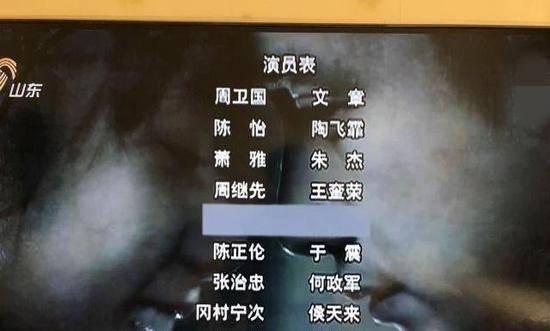 山东
演员表
周卫国 文 章
陈 怡 陶飞霏
萧 雅 朱 杰
周继先 王奎荣
陈正伦 于 震
张治忠 何政军
冈村宁次 侯天来